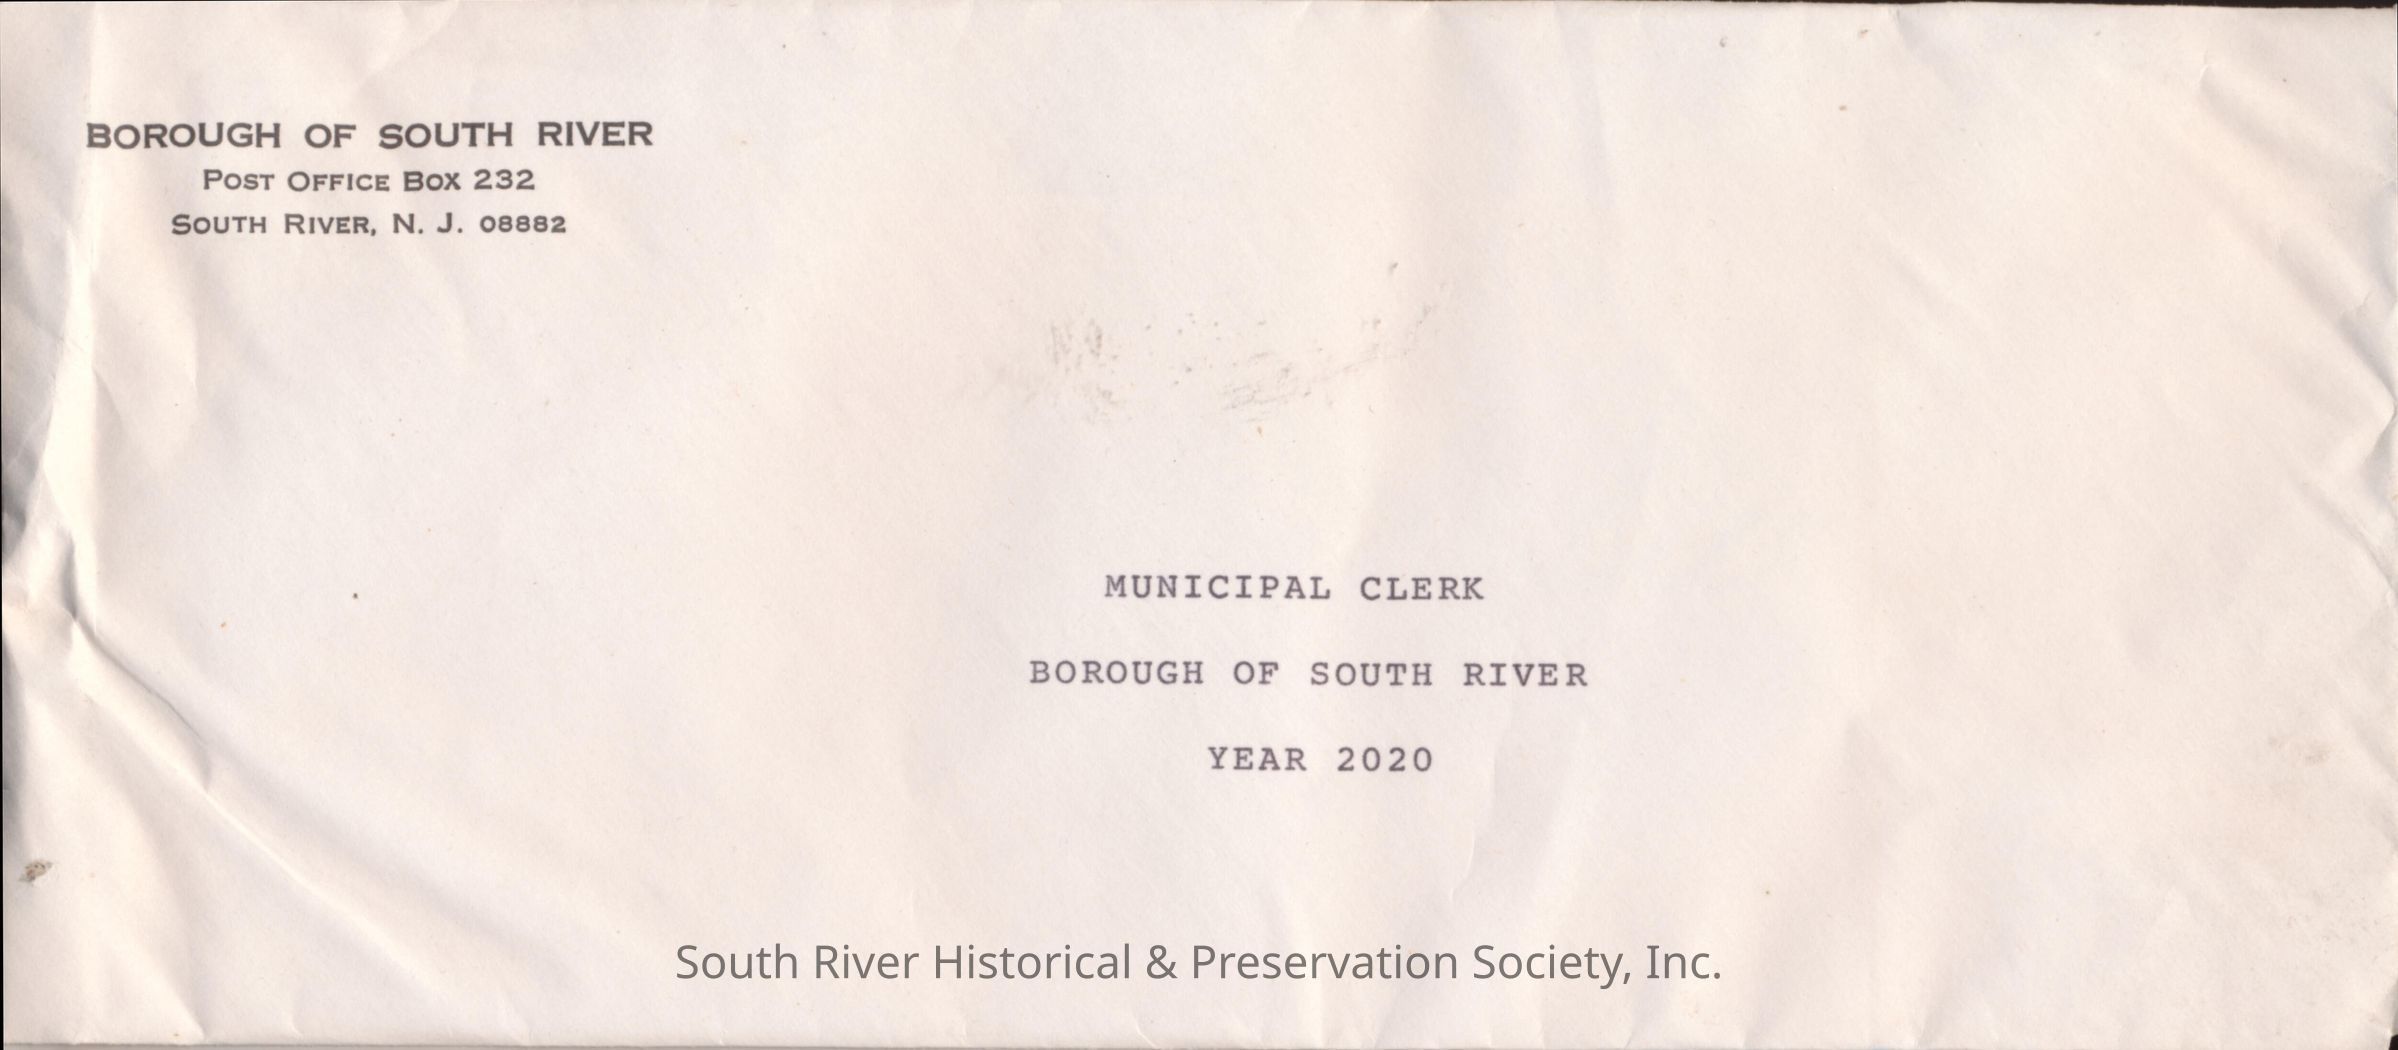 BOROUGH OF SOUTH RIVER
POST OFFICE BOX 232
SOUTH RIVER, N. J. 08882
MUNICIPAL CLERK
BOROUGH OF SOUTH RIVER
YEAR 2020
South River Historical & Preservation Society, Inc.